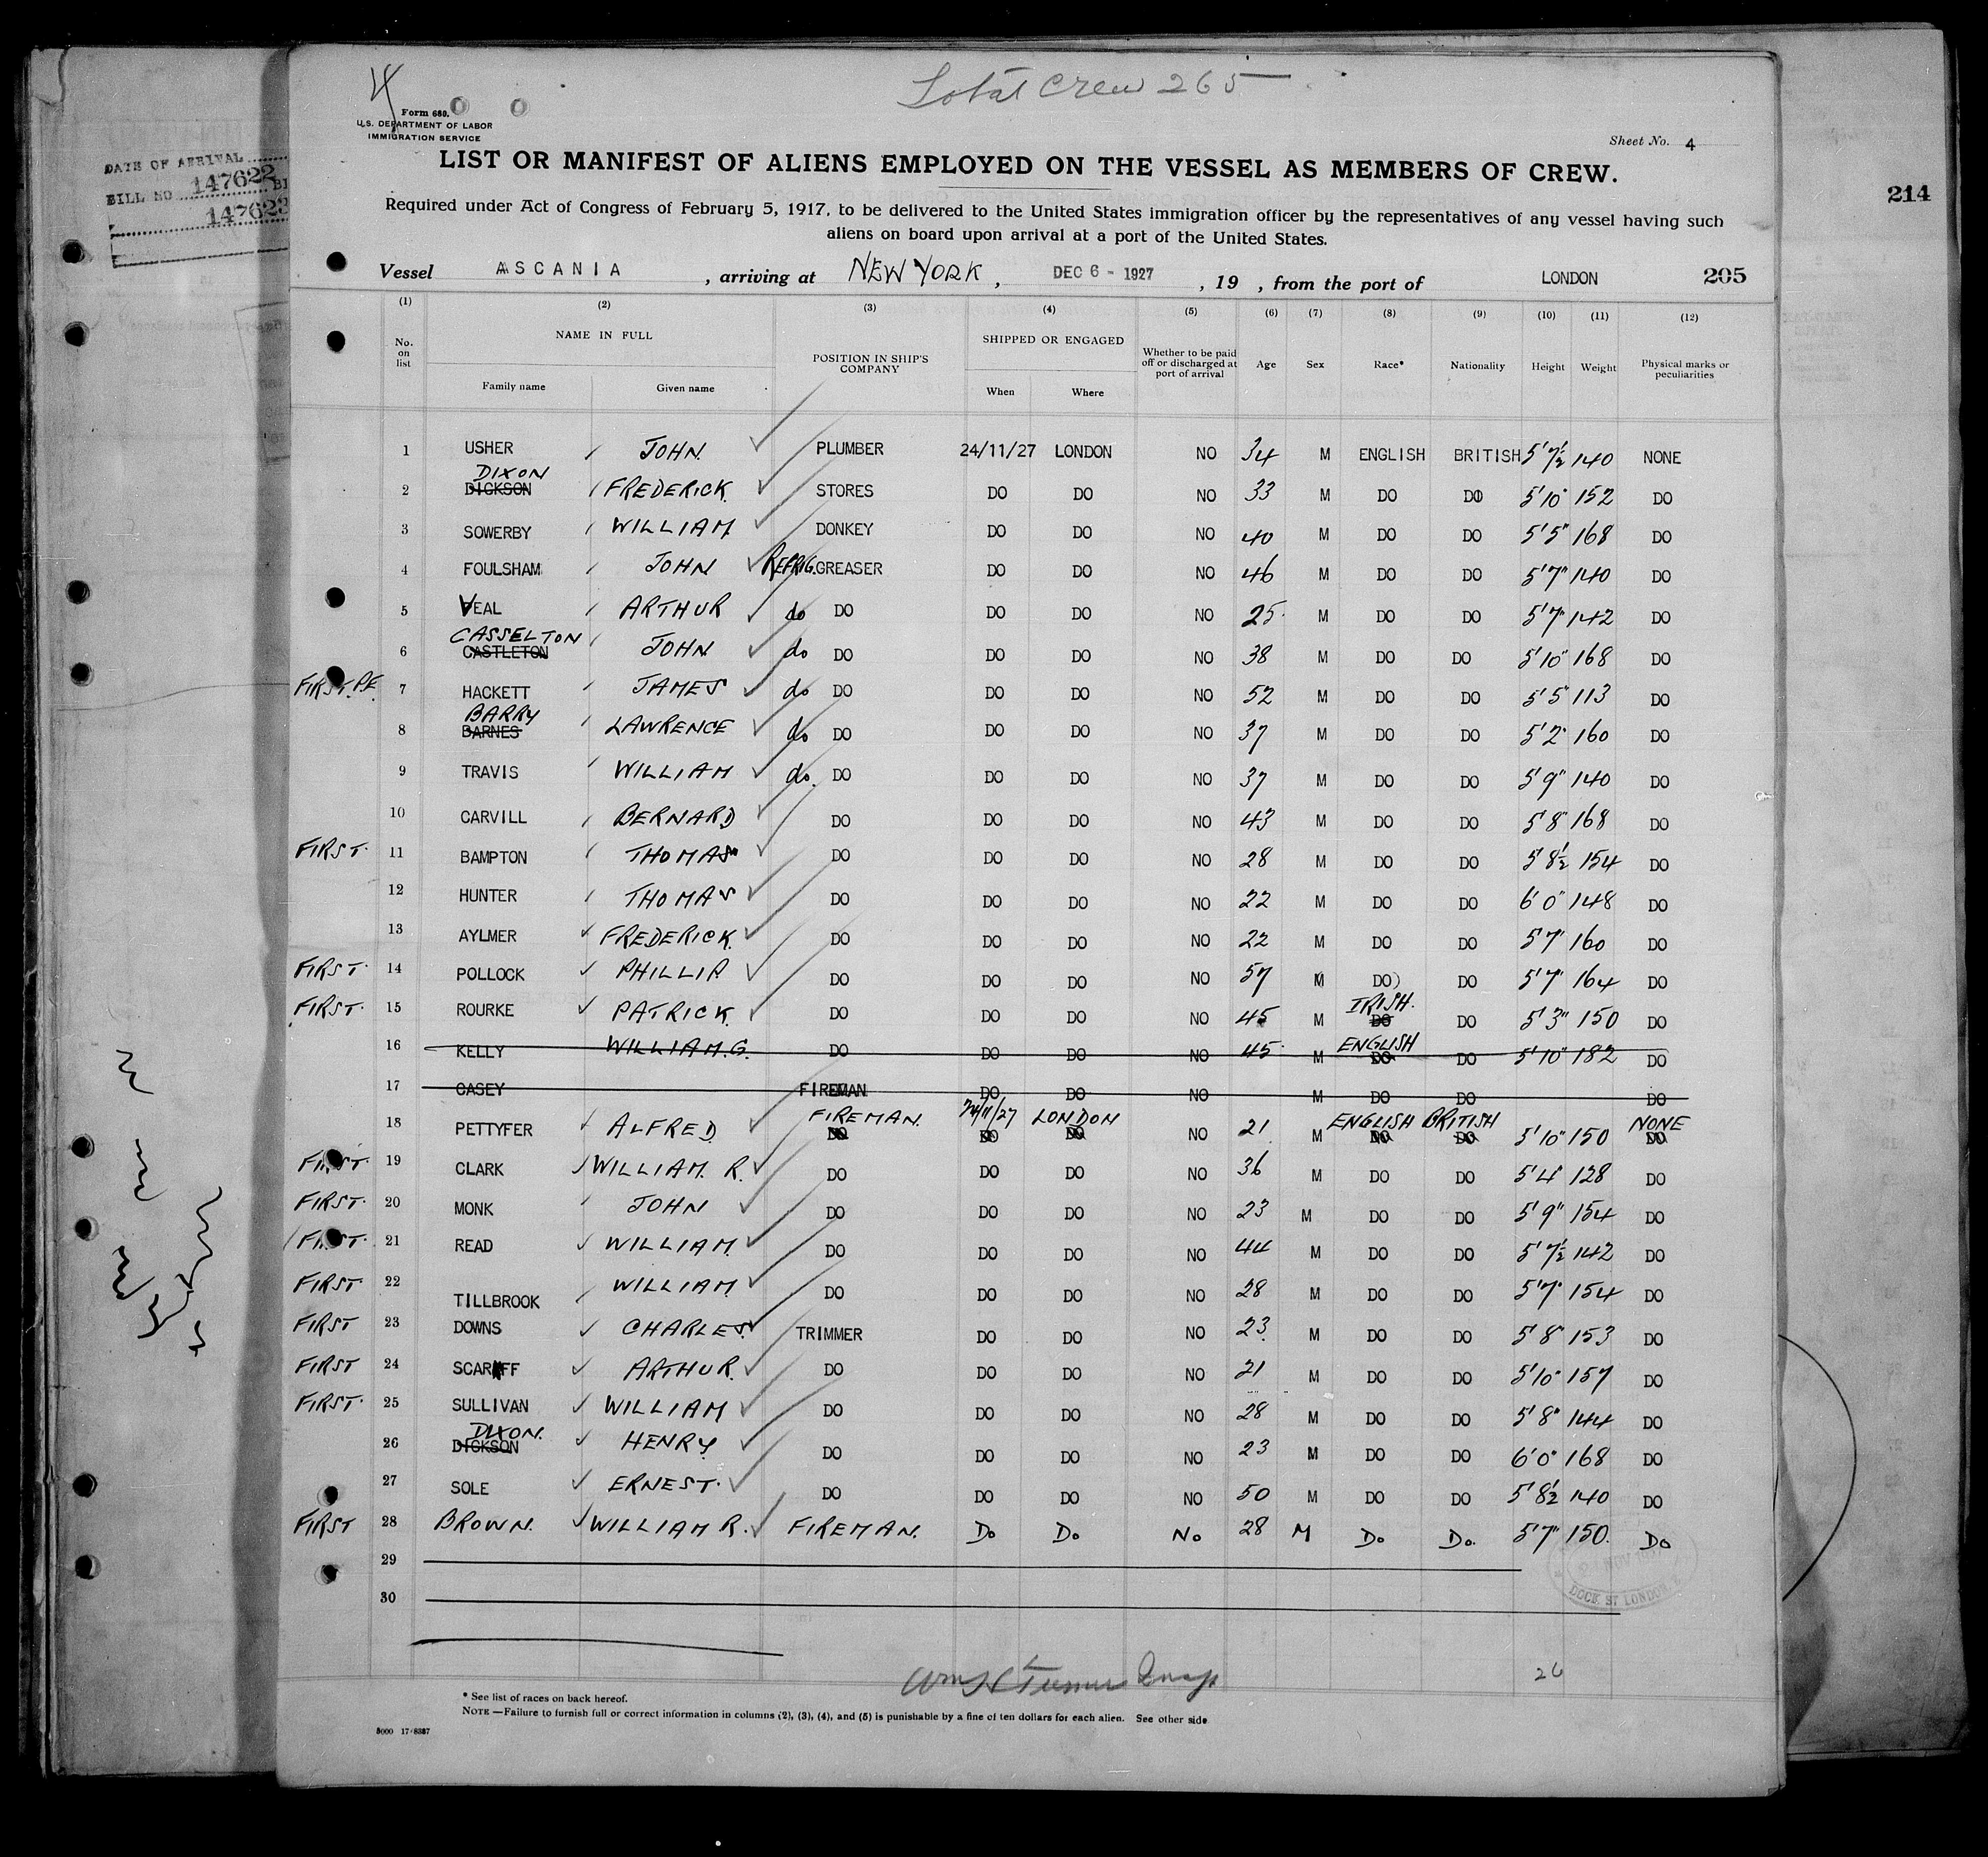 Total Crew 265
4
Form 680.
U.S. DEPARTMENT OF LABOR
IMMIGRATION SERVICE
Sheet No. 4
DATE OF ARRIVAL
BILL NO 147622
147623
LIST OR MANIFEST OF ALIENS EMPLOYED ON THE VESSEL AS MEMBERS OF CREW.
214
Required under Act of Congress of February 5, 1917, to be delivered to the United States immigration officer by the representatives of any vessel having such
aliens on board upon arrival at a port of the United States.
Vessel ASCANIA, arriving at NEW YORK, DEC 6 - 1927, 19 , from the port of LONDON 205
(1) (2) (3) (4) (5) (6) (7) (8) (9) (10) (11) (12)
No. on list NAME IN FULL POSITION IN SHIP'S COMPANY SHIPPED OR ENGAGED Whether to be paid off or discharged at port of arrival Age Sex Race* Nationality Height Weight Physical marks or peculiarities
Family name Given name When Where
1 USHER JOHN PLUMBER 24/11/27 LONDON NO 34 M ENGLISH BRITISH 5'7½ 140 NONE
DIXON
2 DICKSON FREDERICK STORES DO DO NO 33 M DO DO 5'10" 152 DO
3 SOWERBY WILLIAM DONKEY DO DO NO 40 M DO DO 5'5" 168 DO
4 FOULSHAM JOHN REFRIG. GREASER DO DO NO 46 M DO DO 5'7" 140 DO
5 VEAL ARTHUR do DO DO DO NO 25 M DO DO 5'7" 142 DO
CASSELTON
6 CASTLETON JOHN do DO DO DO NO 38 M DO DO 5'10" 168 DO
FIRST. P.E. 7 HACKETT JAMES do DO DO DO NO 52 M DO DO 5'5" 113 DO
BARRY
8 BARNES LAWRENCE do DO DO DO NO 37 M DO DO 5'2" 160 DO
9 TRAVIS WILLIAM do. DO DO DO NO 37 M DO DO 5'9" 140 DO
10 CARVILL BERNARD DO DO DO NO 43 M DO DO 5'8" 168 DO
FIRST. 11 BAMPTON THOMAS DO DO DO NO 28 M DO DO 5'8½ 154 DO
12 HUNTER THOMAS DO DO DO NO 22 M DO DO 6'0" 148 DO
13 AYLMER FREDERICK. DO DO DO NO 22 M DO DO 5'7" 160 DO
FIRST. 14 POLLOCK PHILLIP. DO DO DO NO 57 M DO) DO 5'7" 164 DO
IRISH.
FIRST. 15 ROURKE PATRICK. DO DO DO NO 45 M DO DO 5'3" 150 DO
ENGLISH
16 KELLY WILLIAM.G. DO DO DO NO 45 M DO DO 5'10" 182 DO
17 CASEY FIREMAN DO DO NO M DO DO DO
FIREMAN. 24/11/27 LONDON ENGLISH BRITISH NONE
18 PETTYFER ALFRED DO DO DO NO 21 M DO DO 5'10" 150 DO
FIRST. 19 CLARK WILLIAM. R. DO DO DO NO 36 M DO DO 5'4" 128 DO
FIRST. 20 MONK JOHN DO DO DO NO 23 M DO DO 5'9" 154 DO
FIRST. 21 READ WILLIAM DO DO DO NO 44 M DO DO 5'7½ 142 DO
FIRST 22 TILLBROOK WILLIAM. DO DO DO NO 28 M DO DO 5'7" 154 DO
FIRST 23 DOWNS CHARLES. TRIMMER DO DO NO 23 M DO DO 5'8" 153 DO
FIRST 24 SCARFF ARTHUR. DO DO DO NO 21 M DO DO 5'10" 157 DO
FIRST. 25 SULLIVAN WILLIAM DO DO DO NO 28 M DO DO 5'8" 144 DO
DIXON.
26 DICKSON HENRY DO DO DO NO 23 M DO DO 6'0" 168 DO
27 SOLE ERNEST. DO DO DO NO 50 M DO DO 5'8½ 140 DO
FIRST 28 BROWN. WILLIAM R. FIREMAN. Do Do No 28 M Do Do. 5'7" 150. Do
29
30
DOCK ST LONDON
26
* See list of races on back hereof.
NOTE —Failure to furnish full or correct information in columns (2), (3), (4), and (5) is punishable by a fine of ten dollars for each alien. See other side
5000 17-8337